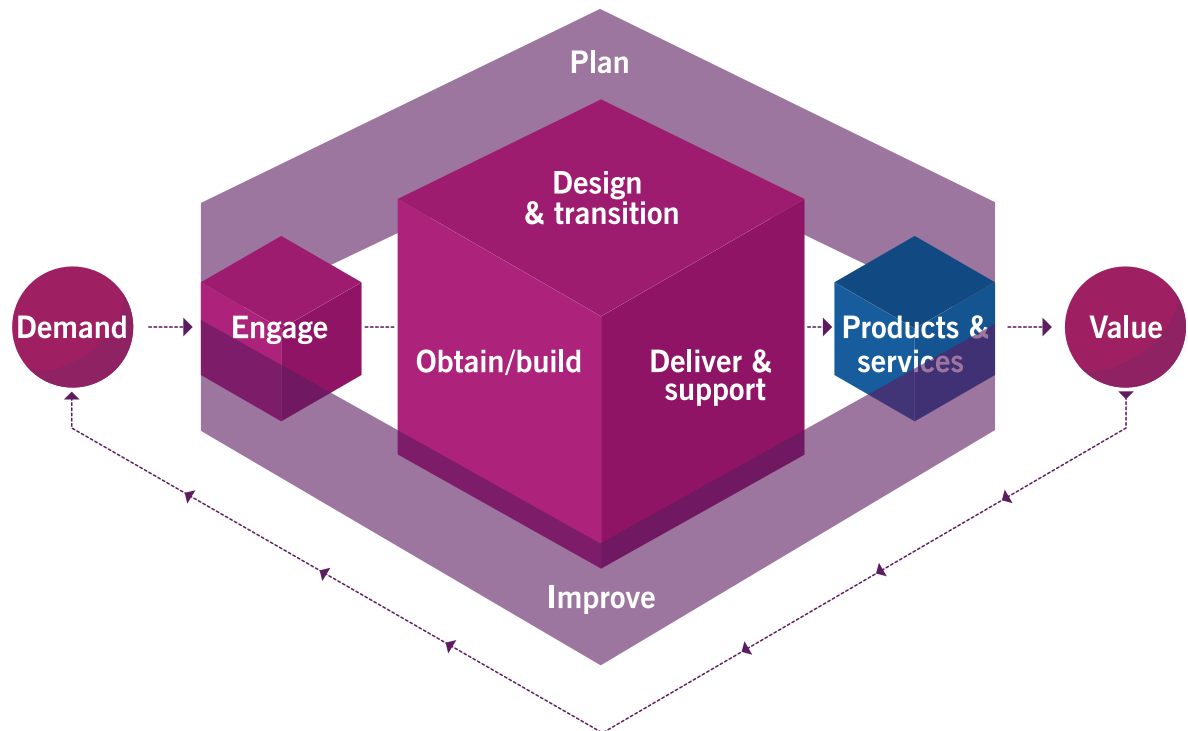 Plan
Design
& transition
Demand
Engage
Obtain/build
Deliver &
support
Products &
services
Value
Improve